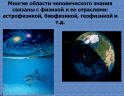 Многие области человеческого знания
связаны с физикой и ее отраслями:
астрофизикой, биофизикой, геофизикой и
т.д.